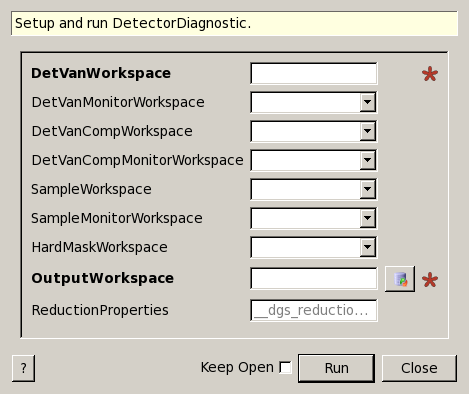 Setup and run DetectorDiagnostic.
DetVanWorkspace
DetVanMonitorWorkspace
DetVanCompWorkspace
DetVanCompMonitorWorkspace
SampleWorkspace
SampleMonitorWorkspace
HardMaskWorkspace
OutputWorkspace
ReductionProperties __dgs_reductio...
? Keep Open Run Close